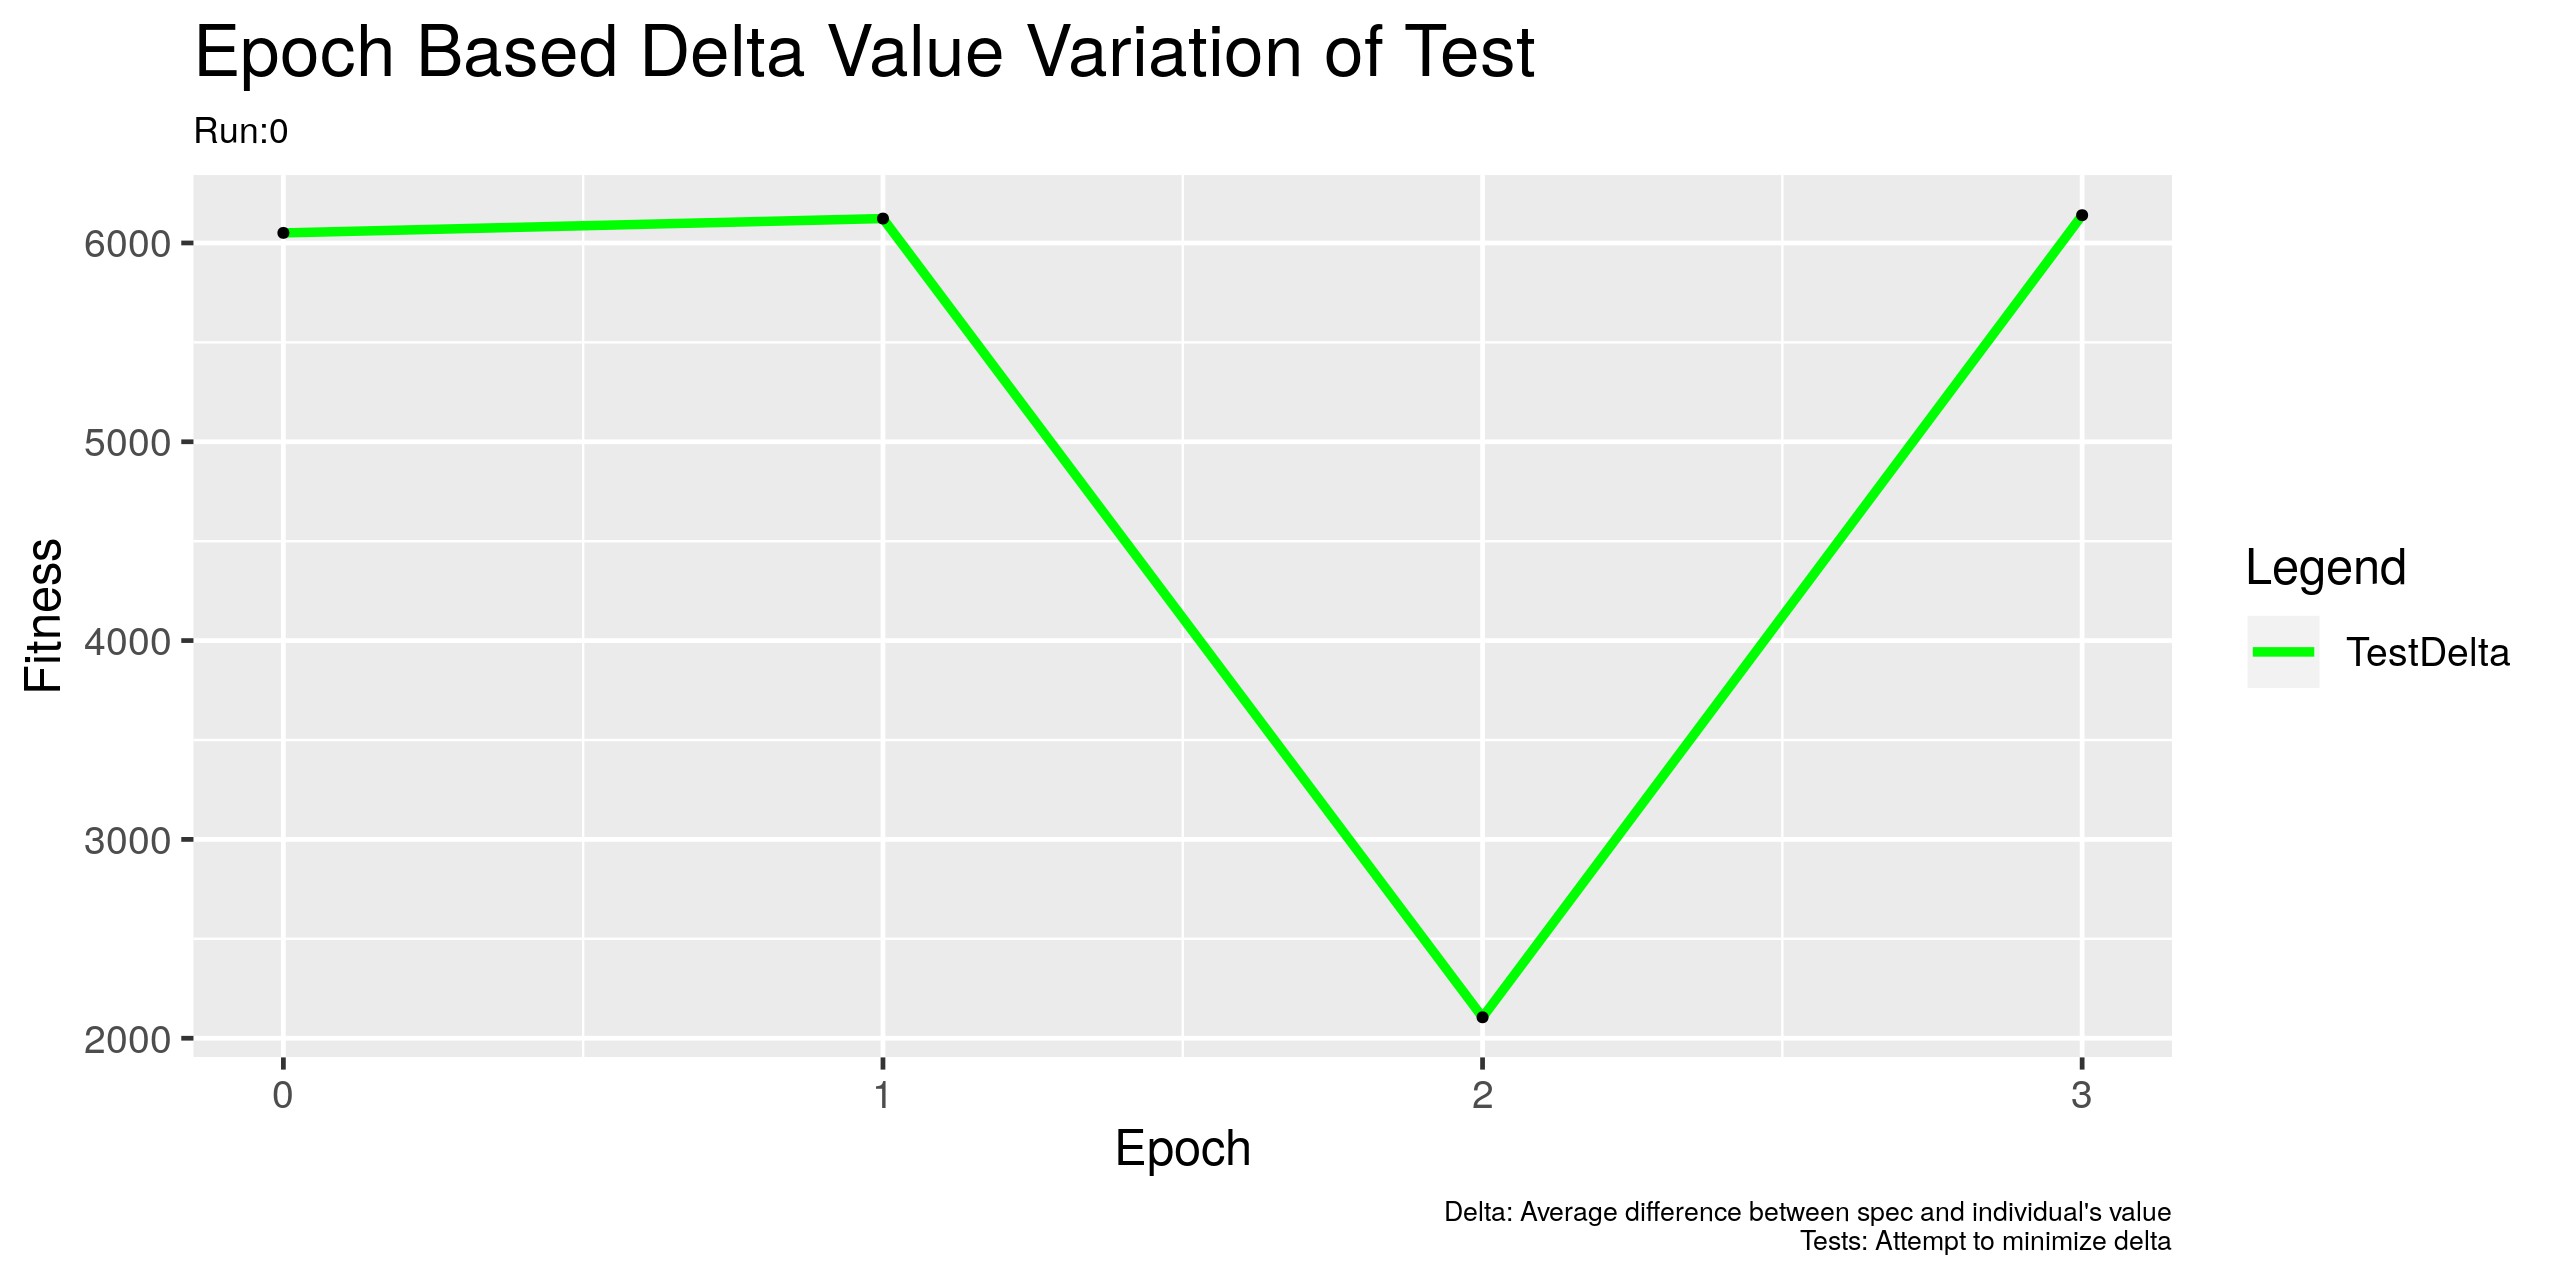 Epoch Based Delta Value Variation of Test
Run:0
Fitness
6000
5000
4000
3000
2000
0 1 2 3
Epoch
Legend
TestDelta
Delta: Average difference between spec and individual's value
Tests: Attempt to minimize delta